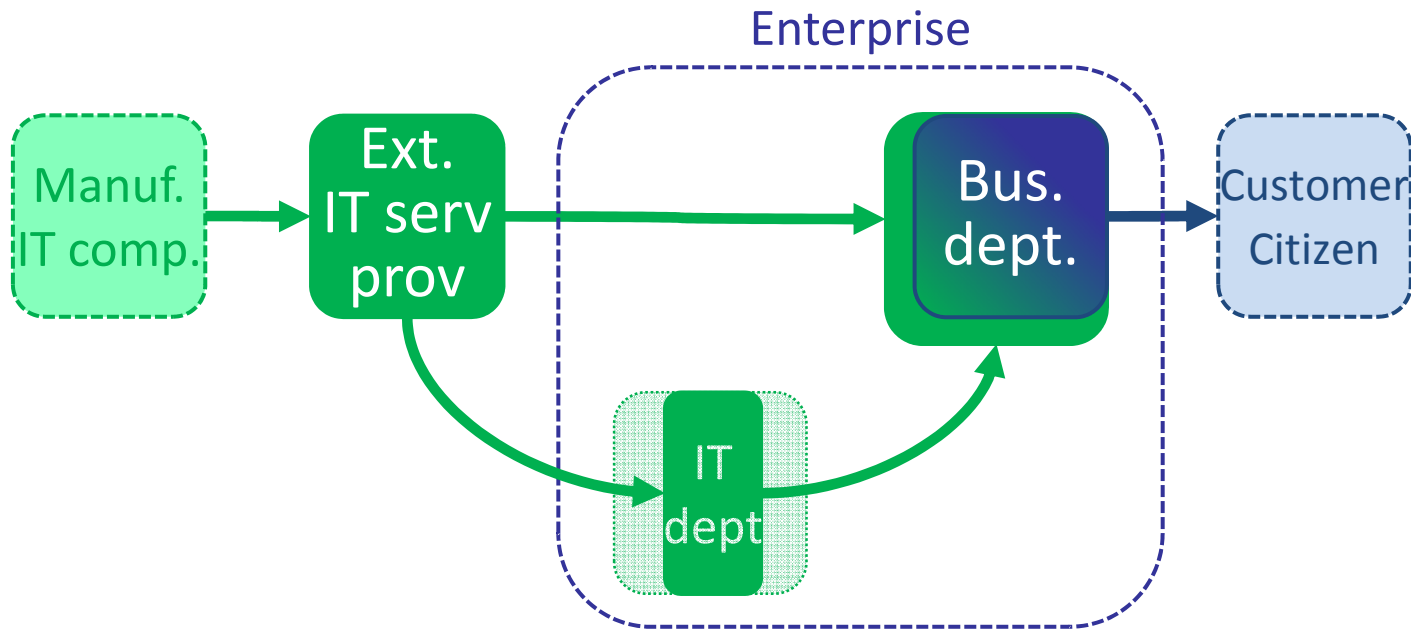 Enterprise
Manuf.
IT comp.
Ext.
IT serv
prov
Bus.
dept.
Customer
Citizen
IT
dept